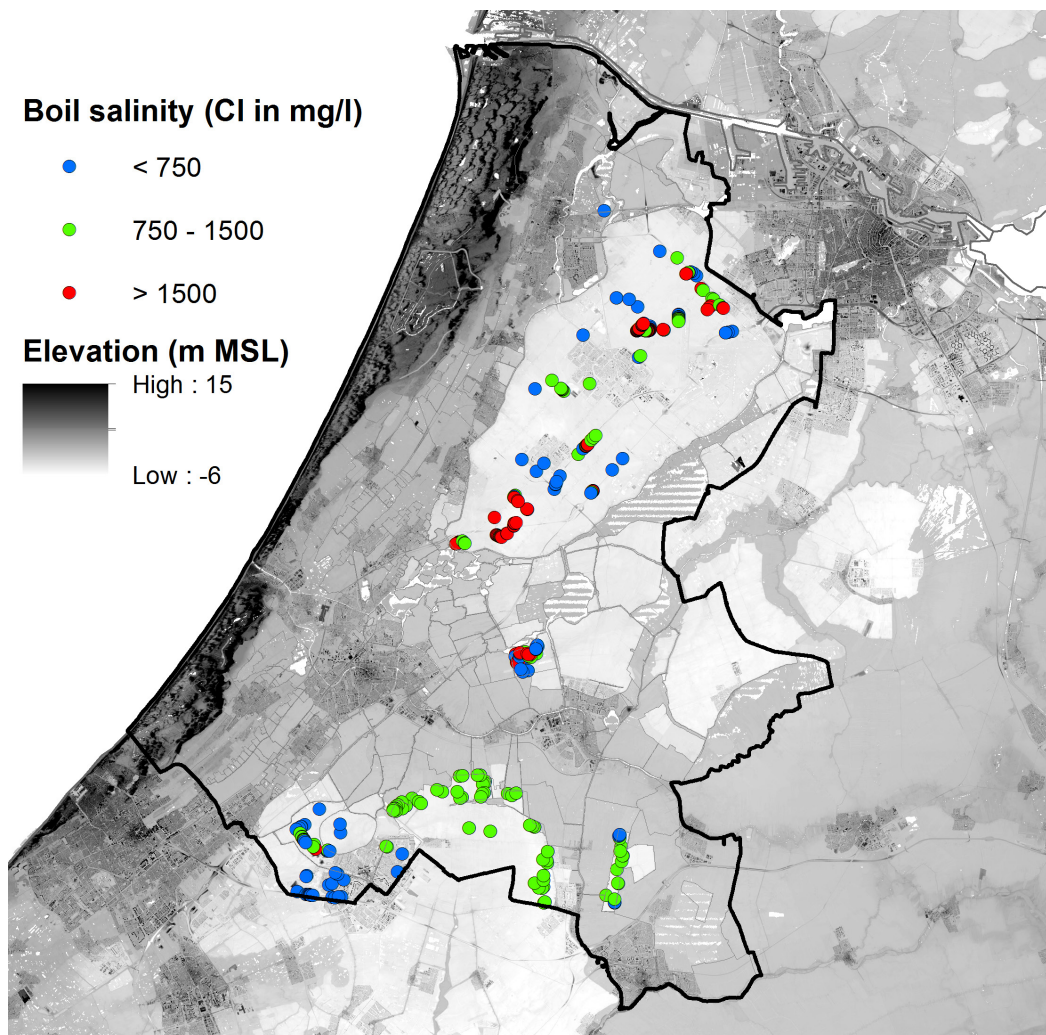 Boil salinity (Cl in mg/l)
< 750
750 - 1500
> 1500
Elevation (m MSL)
High : 15
Low : -6